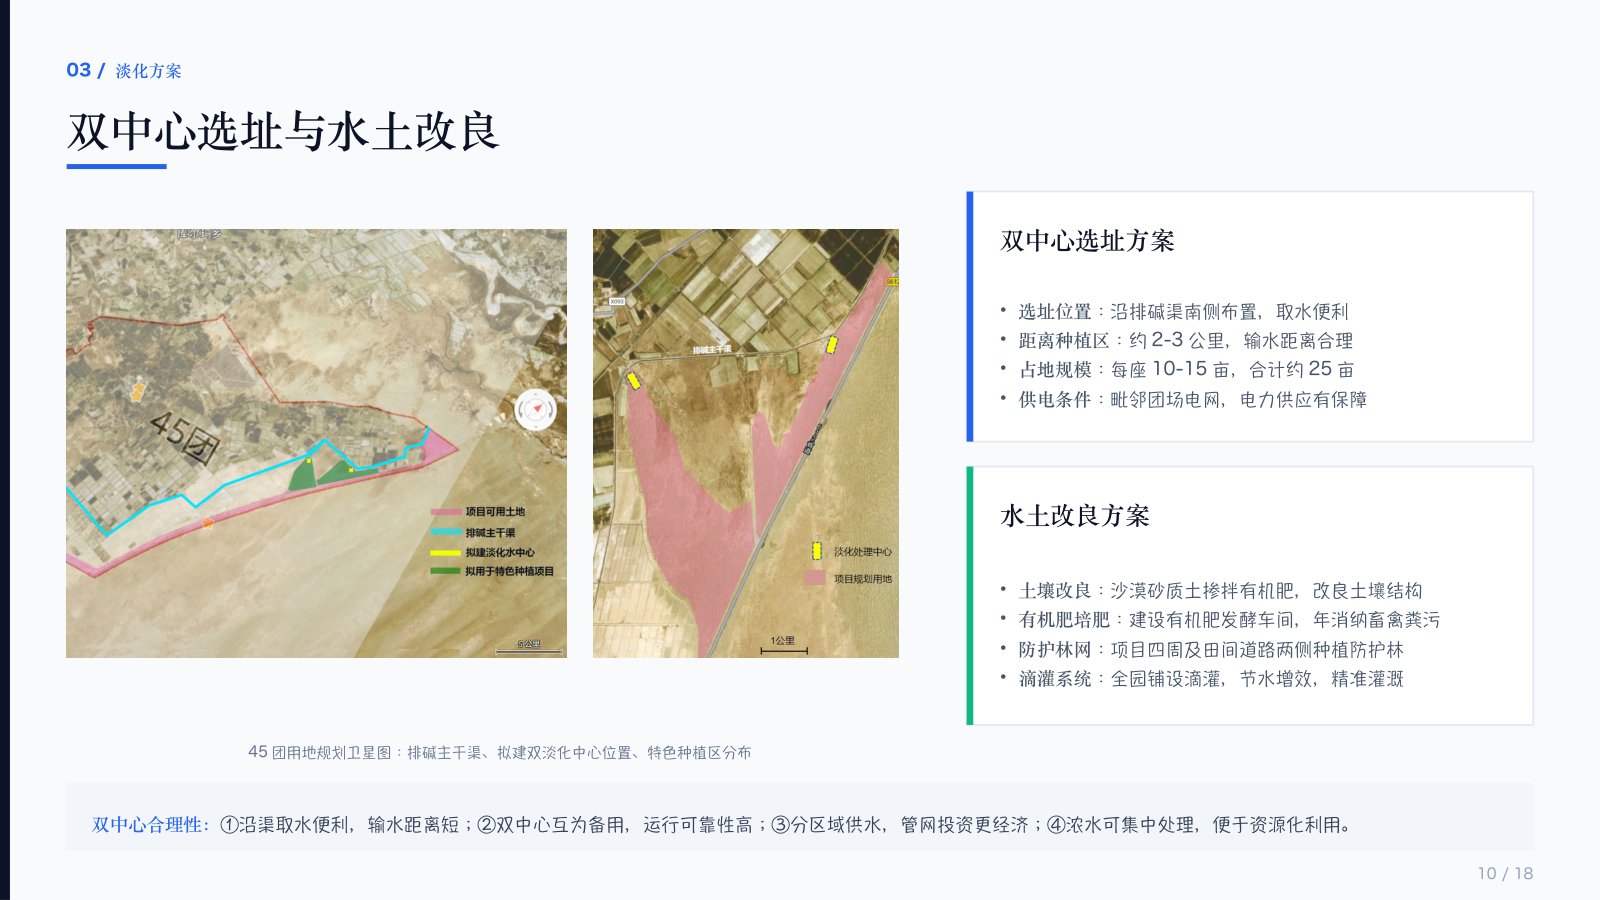 03 / 淡化方案
双中心选址与水土改良
45团
项目可用土地
排碱主干渠
拟建淡化水中心
拟用于特色种植项目
5公里
X093
S612
排碱主干渠
淡化处理中心
项目规划用地
1公里
45 团用地规划卫星图：排碱主干渠、拟建双淡化中心位置、特色种植区分布
双中心选址方案
• 选址位置：沿排碱渠南侧布置，取水便利
• 距离种植区：约 2-3 公里，输水距离合理
• 占地规模：每座 10-15 亩，合计约 25 亩
• 供电条件：毗邻团场电网，电力供应有保障
水土改良方案
• 土壤改良：沙漠砂质土掺拌有机肥，改良土壤结构
• 有机肥培肥：建设有机肥发酵车间，年消纳畜禽粪污
• 防护林网：项目四周及田间道路两侧种植防护林
• 滴灌系统：全园铺设滴灌，节水增效，精准灌溉
双中心合理性：①沿渠取水便利，输水距离短；②双中心互为备用，运行可靠性高；③分区域供水，管网投资更经济；④浓水可集中处理，便于资源化利用。
10 / 18